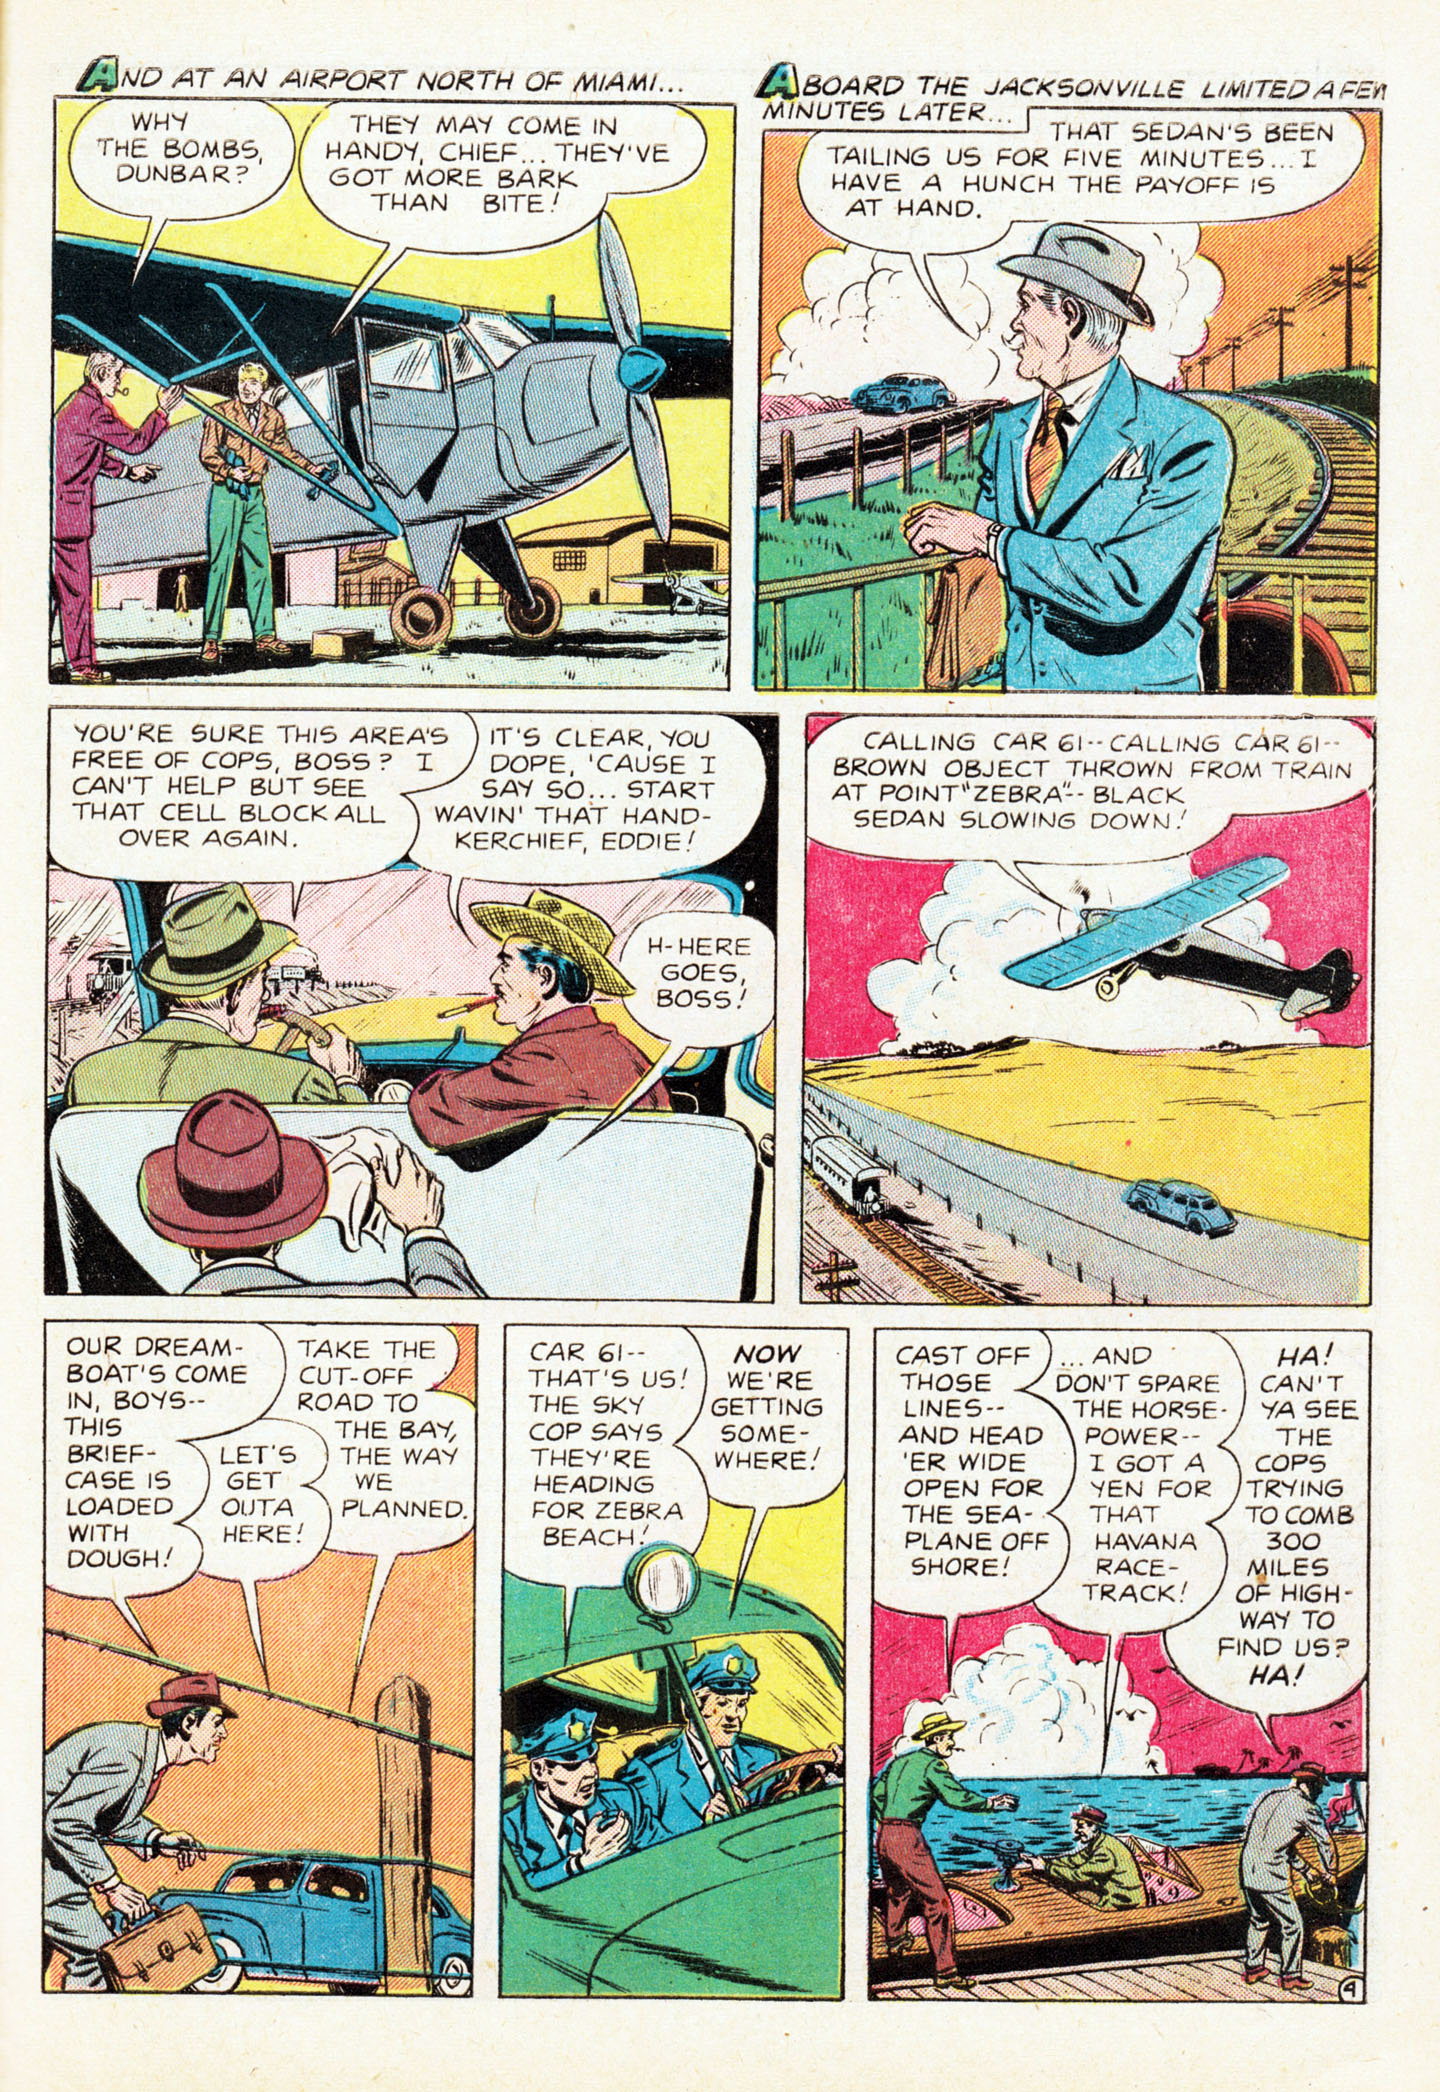 AND AT AN AIRPORT NORTH OF MIAMI...
WHY
THE BOMBS,
DUNBAR?
THEY MAY COME IN
HANDY, CHIEF... THEY'VE
GOT MORE BARK
THAN BITE!
ABOARD THE JACKSONVILLE LIMITED A FEW
MINUTES LATER...
THAT SEDAN'S BEEN
TAILING US FOR FIVE MINUTES... I
HAVE A HUNCH THE PAYOFF IS
AT HAND.
YOU'RE SURE THIS AREA'S
FREE OF COPS, BOSS? I
CAN'T HELP BUT SEE
THAT CELL BLOCK ALL
OVER AGAIN.
IT'S CLEAR, YOU
DOPE, 'CAUSE I
SAY SO... START
WAVIN' THAT HAND-
KERCHIEF, EDDIE!
H-HERE
GOES,
BOSS!
CALLING CAR 61-- CALLING CAR 61--
BROWN OBJECT THROWN FROM TRAIN
AT POINT "ZEBRA"-- BLACK
SEDAN SLOWING DOWN!
OUR DREAM-
BOAT'S COME
IN, BOYS--
THIS
BRIEF-
CASE IS
LOADED
WITH
DOUGH!
LET'S
GET
OUTA
HERE!
TAKE THE
CUT-OFF
ROAD TO
THE BAY,
THE WAY
WE
PLANNED.
CAR 61--
THAT'S US!
THE SKY
COP SAYS
THEY'RE
HEADING
FOR ZEBRA
BEACH!
NOW
WE'RE
GETTING
SOME-
WHERE!
CAST OFF
THOSE
LINES--
AND HEAD
'ER WIDE
OPEN FOR
THE SEA-
PLANE OFF
SHORE!
... AND
DON'T SPARE
THE HORSE-
POWER--
I GOT A
YEN FOR
THAT
HAVANA
RACE-
TRACK!
HA!
CAN'T
YA SEE
THE
COPS
TRYING
TO COMB
300
MILES
OF HIGH-
WAY TO
FIND US?
HA!
4